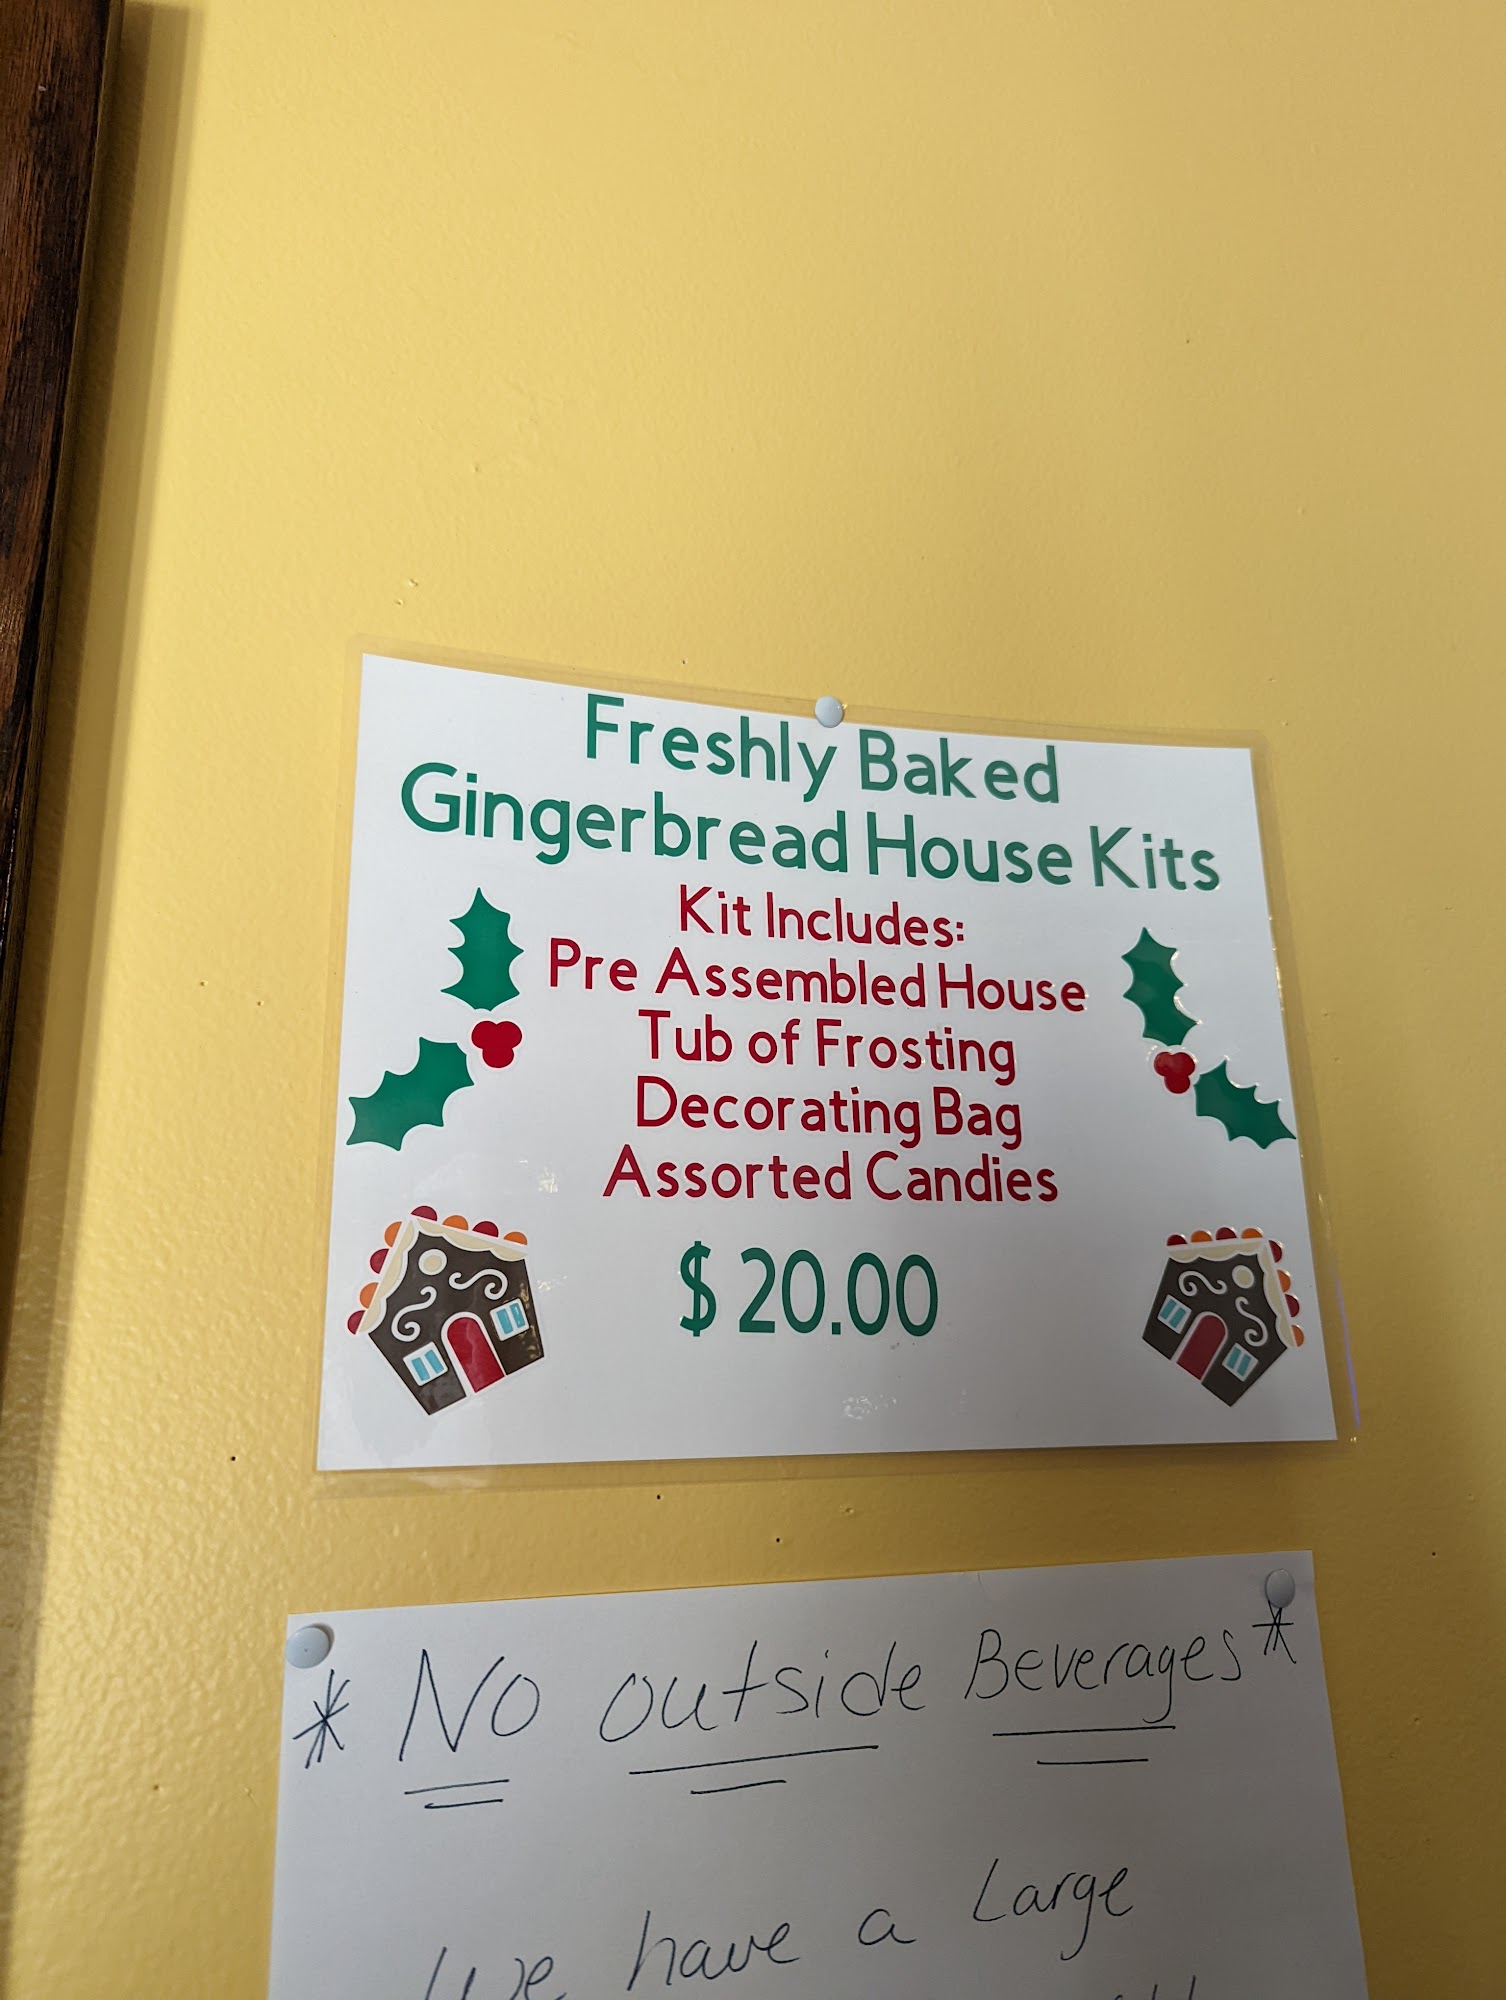 Freshly Baked
Gingerbread House Kits
Kit Includes:
Pre Assembled House
Tub of Frosting
Decorating Bag
Assorted Candies
$20.00
* No outside Beverages *
We have a Large